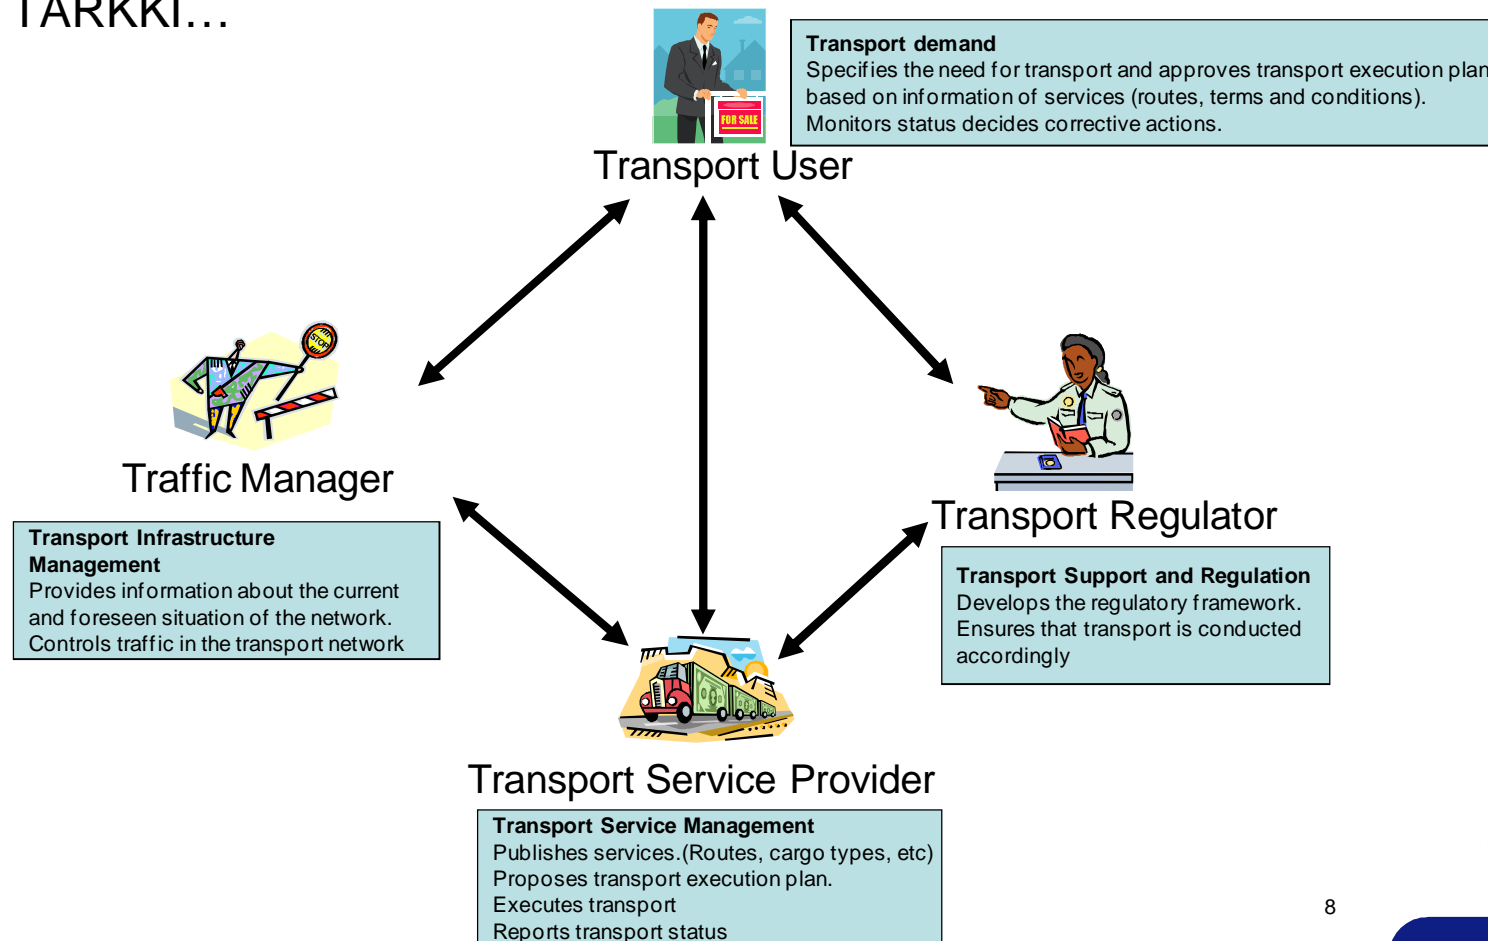 TARKKI…
Transport demand
Specifies the need for transport and approves transport execution plan
based on information of services (routes, terms and conditions).
Monitors status decides corrective actions.
FOR SALE
Transport User
STOP
Traffic Manager
Transport Infrastructure
Management
Provides information about the current
and foreseen situation of the network.
Controls traffic in the transport network
Transport Regulator
Transport Support and Regulation
Develops the regulatory framework.
Ensures that transport is conducted
accordingly
Transport Service Provider
Transport Service Management
Publishes services.(Routes, cargo types, etc)
Proposes transport execution plan.
Executes transport
Reports transport status
8